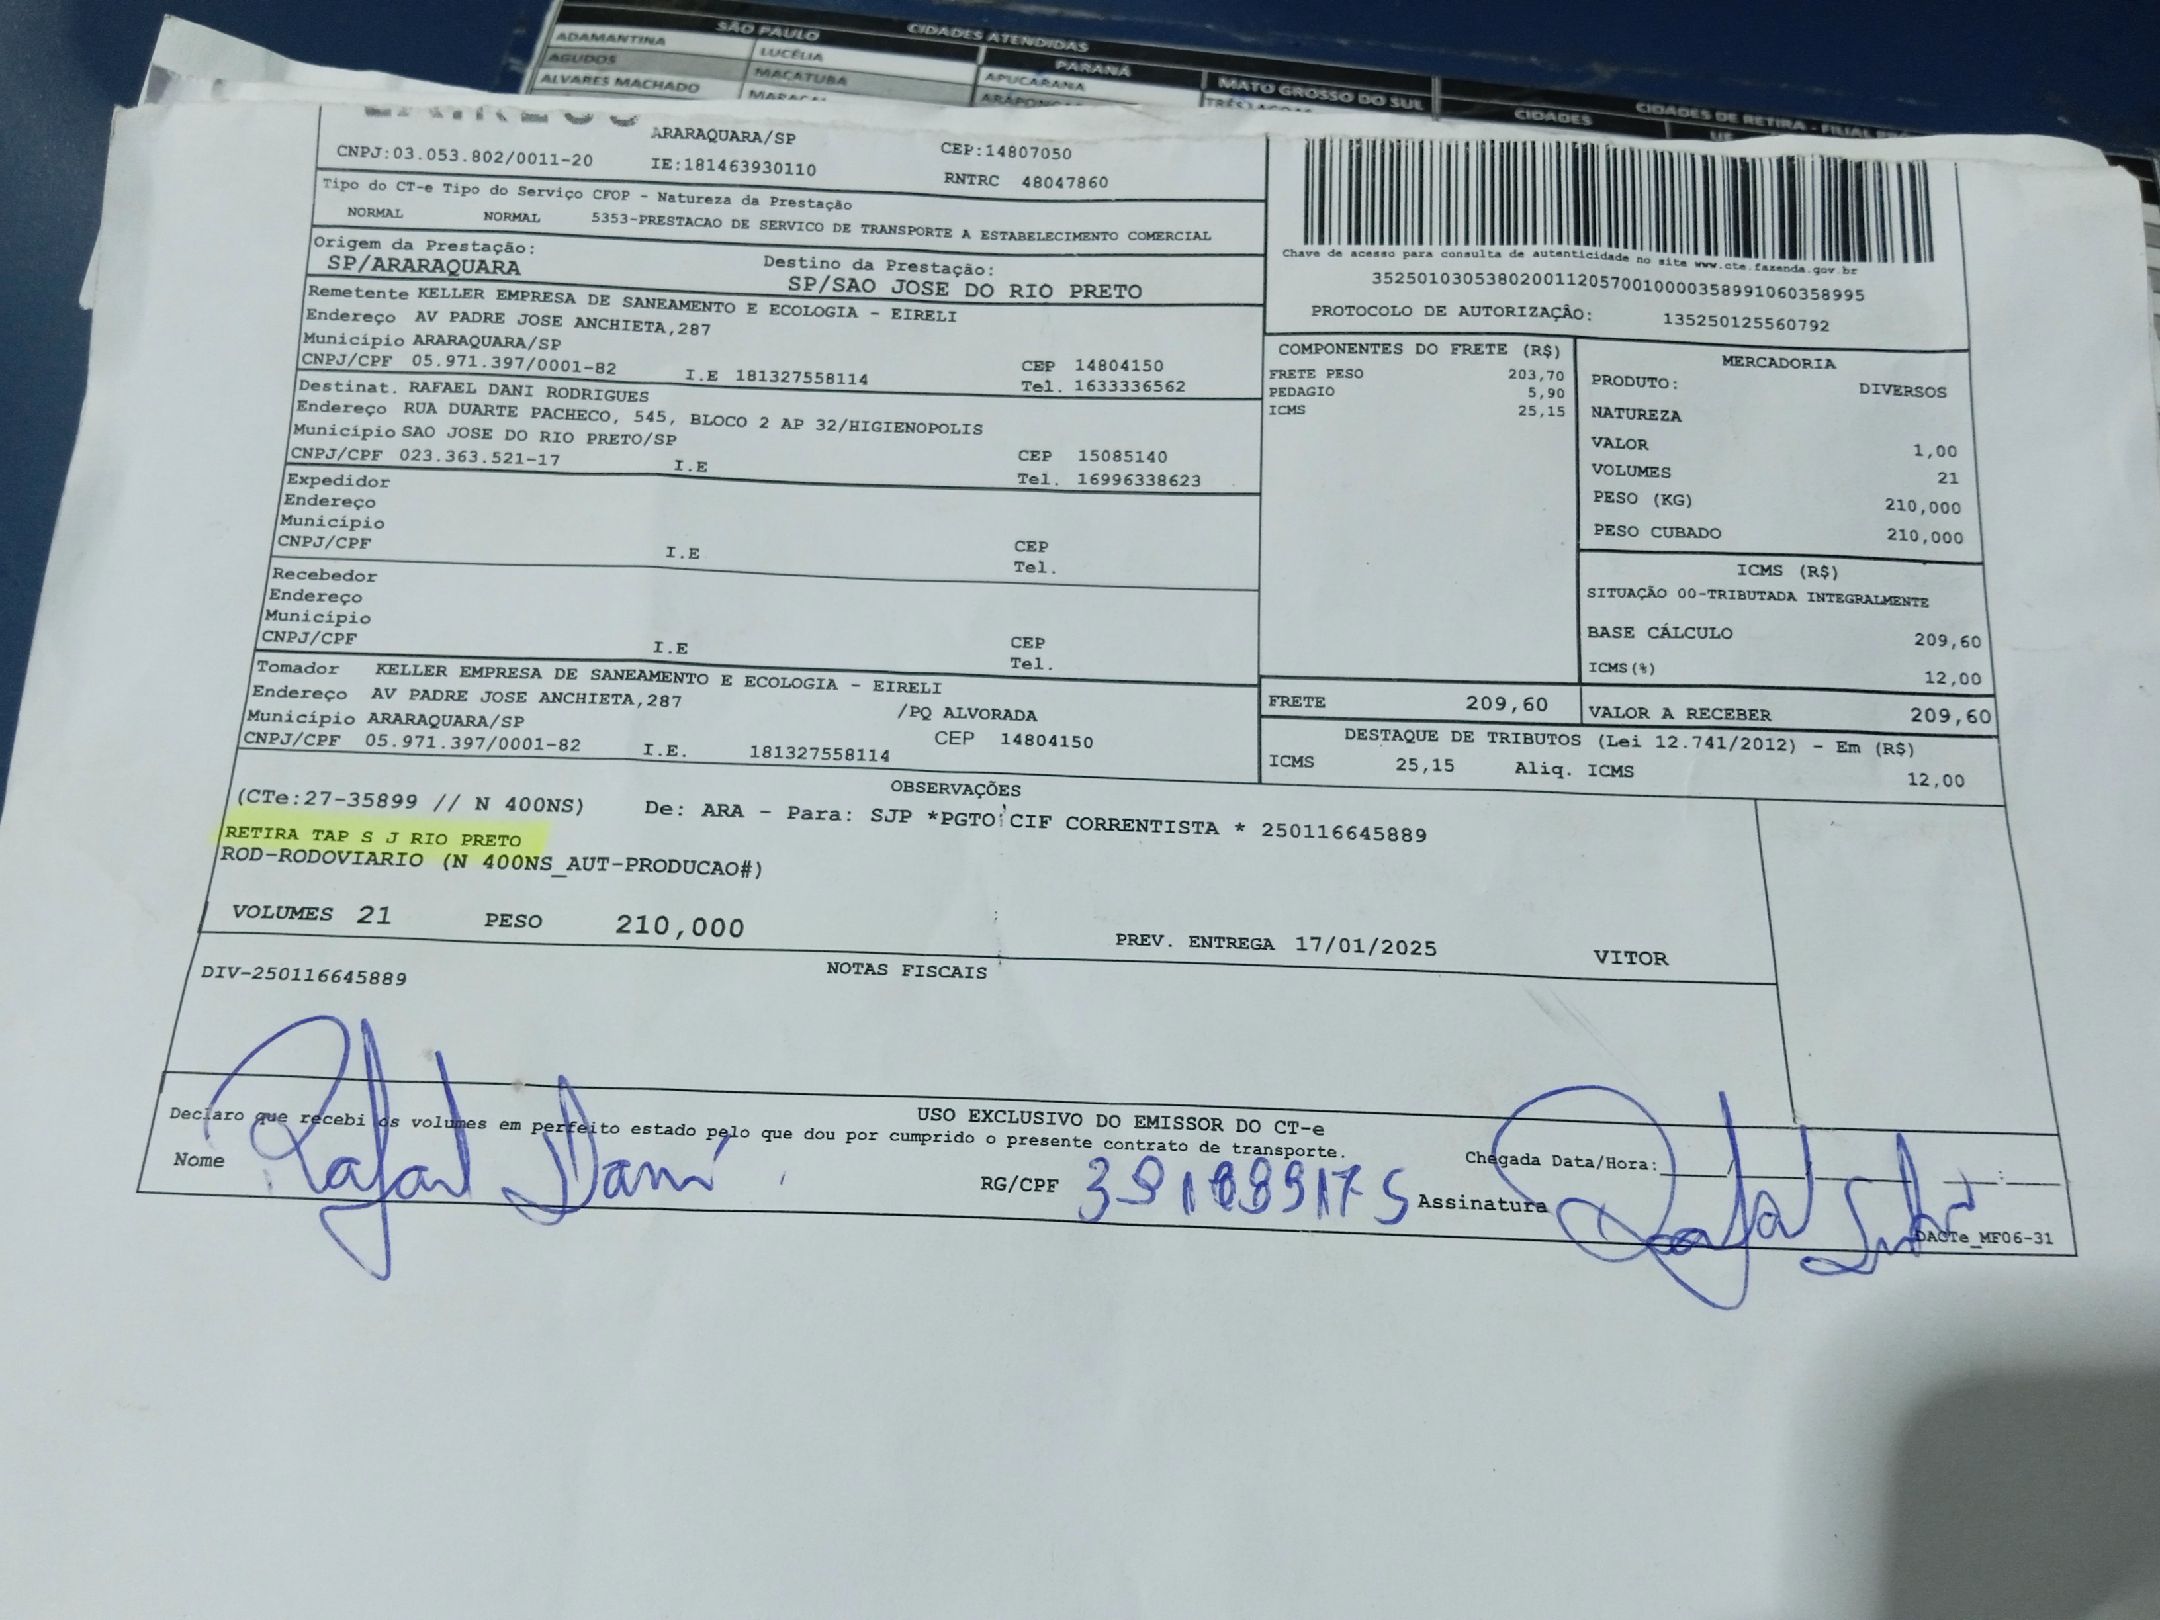 SÃO PAULO CIDADES ATENDIDAS
ADAMANTINA LUCÉLIA PARANÁ MATO GROSSO DO SUL CIDADES CIDADES DE RETIRA - FILIAL
AGUDOS MACATUBA APUCARANA
ALVARES MACHADO
ARARAQUARA/SP CEP:14807050
CNPJ:03.053.802/0011-20 IE:181463930110 RNTRC 48047860
Tipo do CT-e Tipo do Serviço CFOP - Natureza da Prestação
NORMAL NORMAL 5353-PRESTACAO DE SERVICO DE TRANSPORTE A ESTABELECIMENTO COMERCIAL
Origem da Prestação: Destino da Prestação:
SP/ARARAQUARA SP/SAO JOSE DO RIO PRETO
Chave de acesso para consulta de autenticidade no site www.cte.fazenda.gov.br
35250103053802001120570010000358991060358995
PROTOCOLO DE AUTORIZAÇÃO: 135250125560792
Remetente KELLER EMPRESA DE SANEAMENTO E ECOLOGIA - EIRELI
Endereço AV PADRE JOSE ANCHIETA,287
Município ARARAQUARA/SP CEP 14804150
CNPJ/CPF 05.971.397/0001-82 I.E 181327558114 Tel. 1633336562
Destinat. RAFAEL DANI RODRIGUES
Endereço RUA DUARTE PACHECO, 545, BLOCO 2 AP 32/HIGIENOPOLIS
Município SAO JOSE DO RIO PRETO/SP CEP 15085140
CNPJ/CPF 023.363.521-17 I.E Tel. 16996338623
Expedidor
Endereço
Município CEP
CNPJ/CPF I.E Tel.
Recebedor
Endereço
Município CEP
CNPJ/CPF I.E Tel.
Tomador KELLER EMPRESA DE SANEAMENTO E ECOLOGIA - EIRELI
Endereço AV PADRE JOSE ANCHIETA,287 /PQ ALVORADA
Município ARARAQUARA/SP CEP 14804150
CNPJ/CPF 05.971.397/0001-82 I.E. 181327558114
COMPONENTES DO FRETE (R$)
FRETE PESO 203,70
PEDAGIO 5,90
ICMS 25,15
MERCADORIA
PRODUTO: DIVERSOS
NATUREZA
VALOR 1,00
VOLUMES 21
PESO (KG) 210,000
PESO CUBADO 210,000
ICMS (R$)
SITUAÇÃO 00-TRIBUTADA INTEGRALMENTE
BASE CÁLCULO 209,60
ICMS(%) 12,00
FRETE 209,60 VALOR A RECEBER 209,60
DESTAQUE DE TRIBUTOS (Lei 12.741/2012) - Em (R$)
ICMS 25,15 Aliq. ICMS 12,00
OBSERVAÇÕES
(CTe:27-35899 // N 400NS) De: ARA - Para: SJP *PGTO CIF CORRENTISTA * 250116645889
RETIRA TAP S J RIO PRETO
ROD-RODOVIARIO (N 400NS_AUT-PRODUCAO#)
VOLUMES 21 PESO 210,000 PREV. ENTREGA 17/01/2025 VITOR
NOTAS FISCAIS
DIV-250116645889
USO EXCLUSIVO DO EMISSOR DO CT-e
Declaro que recebi os volumes em perfeito estado pelo que dou por cumprido o presente contrato de transporte.
Nome Rafael Dani RG/CPF Assinatura Chegada Data/Hora:
DACTe_MF06-31